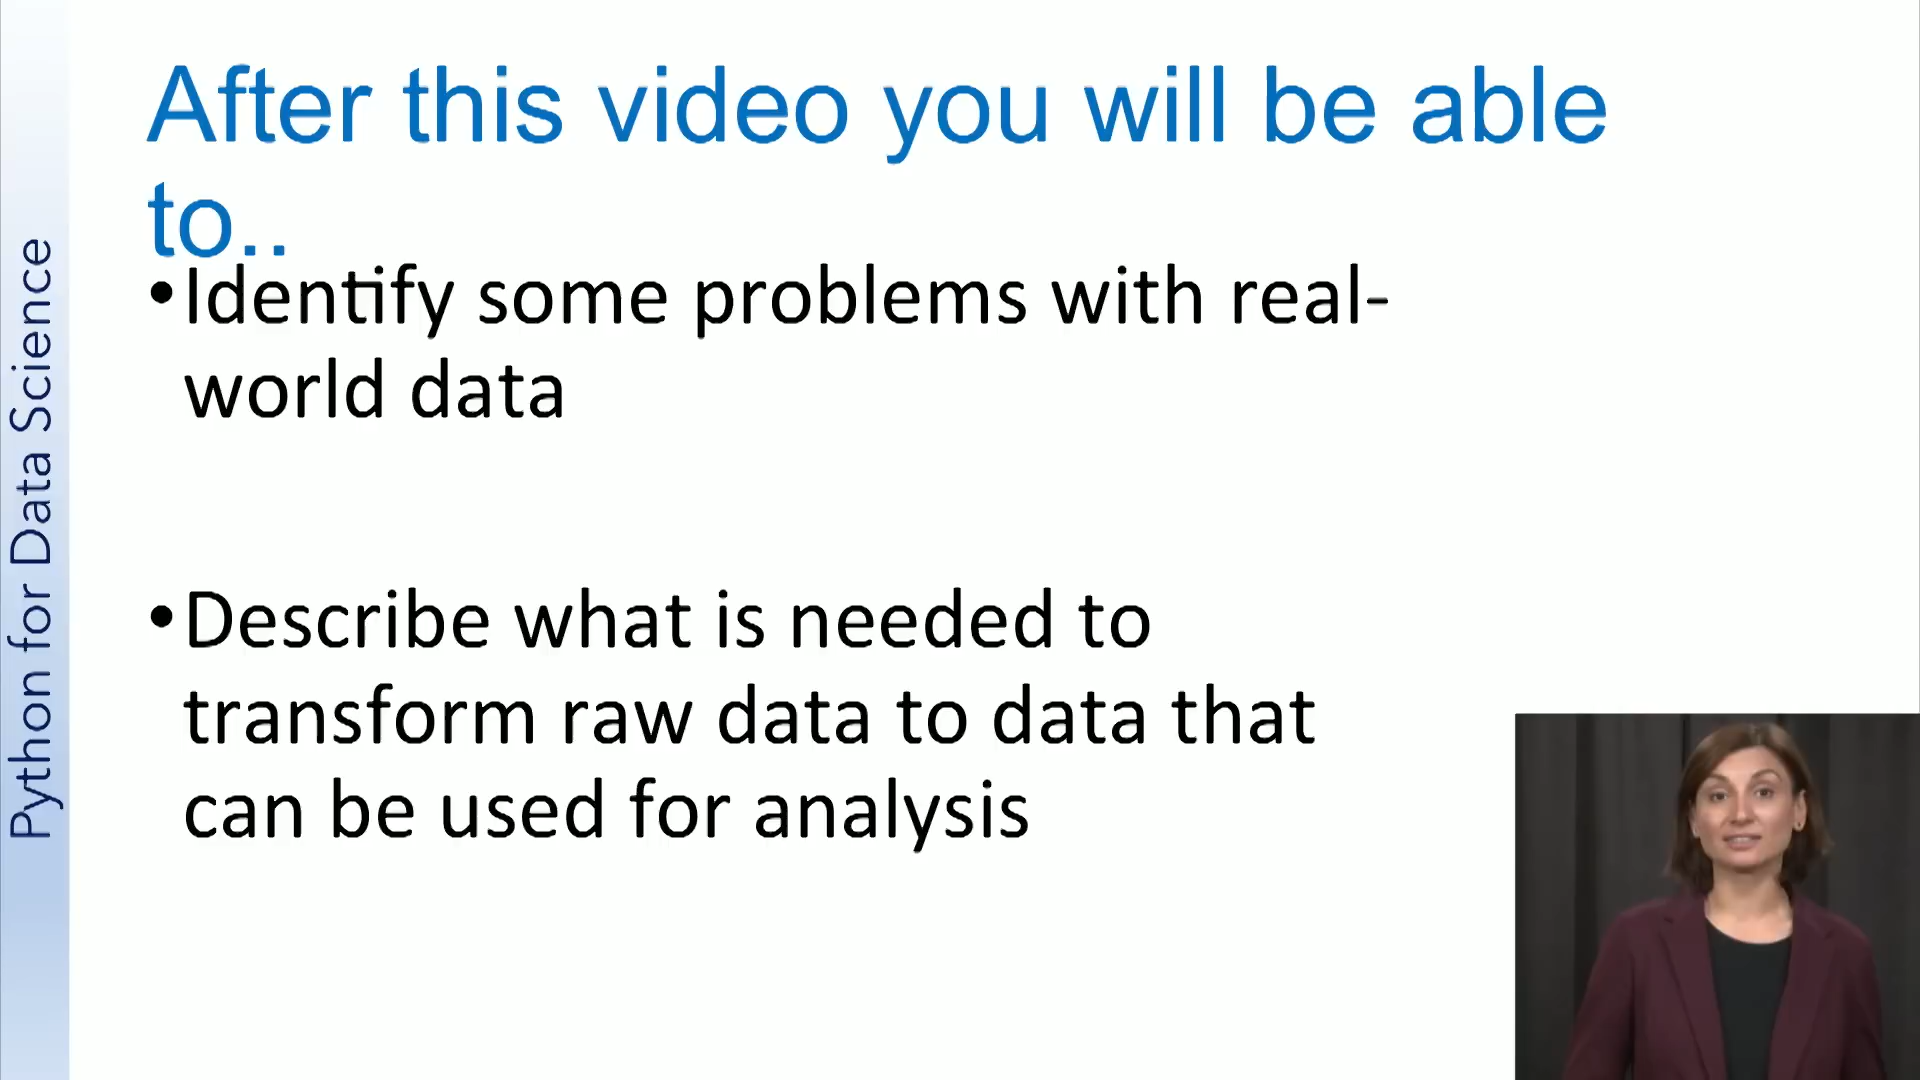 After this video you will be able
to..
•Identify some problems with real-
world data
•Describe what is needed to
transform raw data to data that
can be used for analysis
Python for Data Science